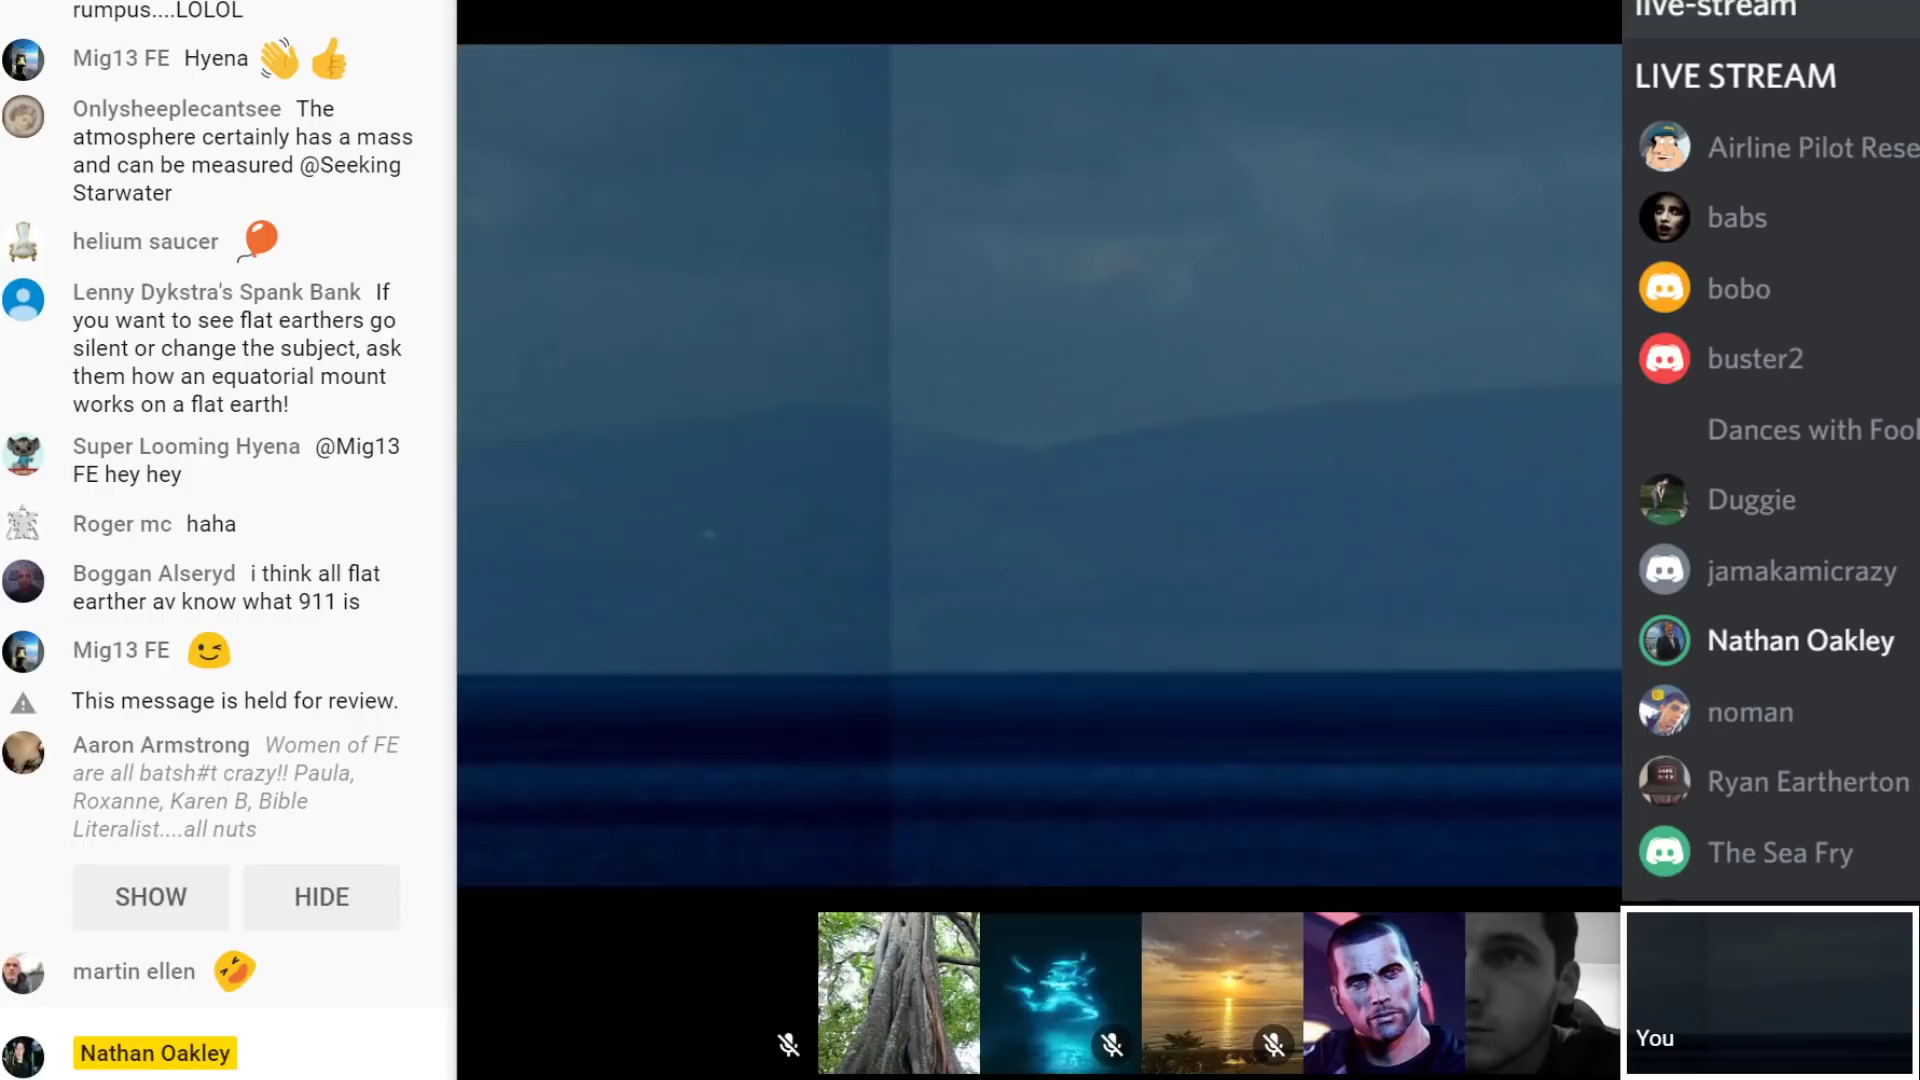 rumpus....LOLOL
Mig13 FE Hyena
Onlysheeplecantsee The
atmosphere certainly has a mass
and can be measured @Seeking
Starwater
helium saucer
Lenny Dykstra's Spank Bank If
you want to see flat earthers go
silent or change the subject, ask
them how an equatorial mount
works on a flat earth!
Super Looming Hyena @Mig13
FE hey hey
Roger mc haha
Boggan Alseryd i think all flat
earther av know what 911 is
Mig13 FE
This message is held for review.
Aaron Armstrong Women of FE
are all batsh#t crazy!! Paula,
Roxanne, Karen B, Bible
Literalist....all nuts
SHOW HIDE
martin ellen
Nathan Oakley
live-stream
LIVE STREAM
Airline Pilot Rese
babs
bobo
buster2
Dances with Fool
Duggie
jamakamicrazy
Nathan Oakley
noman
Ryan Eartherton
The Sea Fry
You